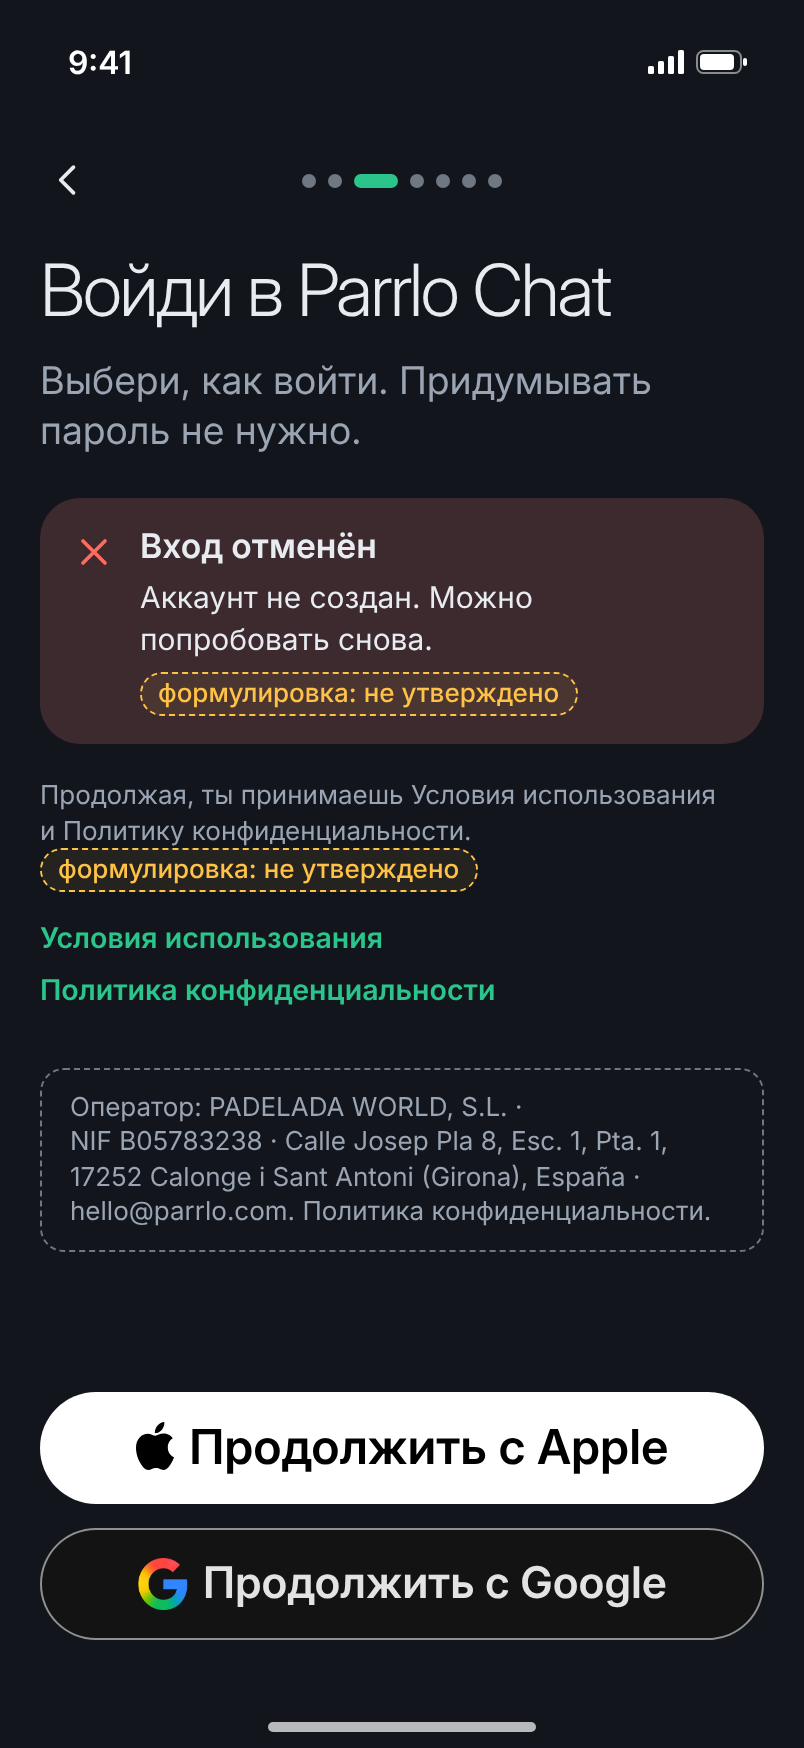 9:41
Войди в Parrlo Chat
Выбери, как войти. Придумывать
пароль не нужно.
Вход отменён
Аккаунт не создан. Можно
попробовать снова.
формулировка: не утверждено
Продолжая, ты принимаешь Условия использования
и Политику конфиденциальности.
формулировка: не утверждено
Условия использования
Политика конфиденциальности
Оператор: PADELADA WORLD, S.L. ·
NIF B05783238 · Calle Josep Pla 8, Esc. 1, Pta. 1,
17252 Calonge i Sant Antoni (Girona), España ·
hello@parrlo.com. Политика конфиденциальности.
Продолжить с Apple
Продолжить с Google